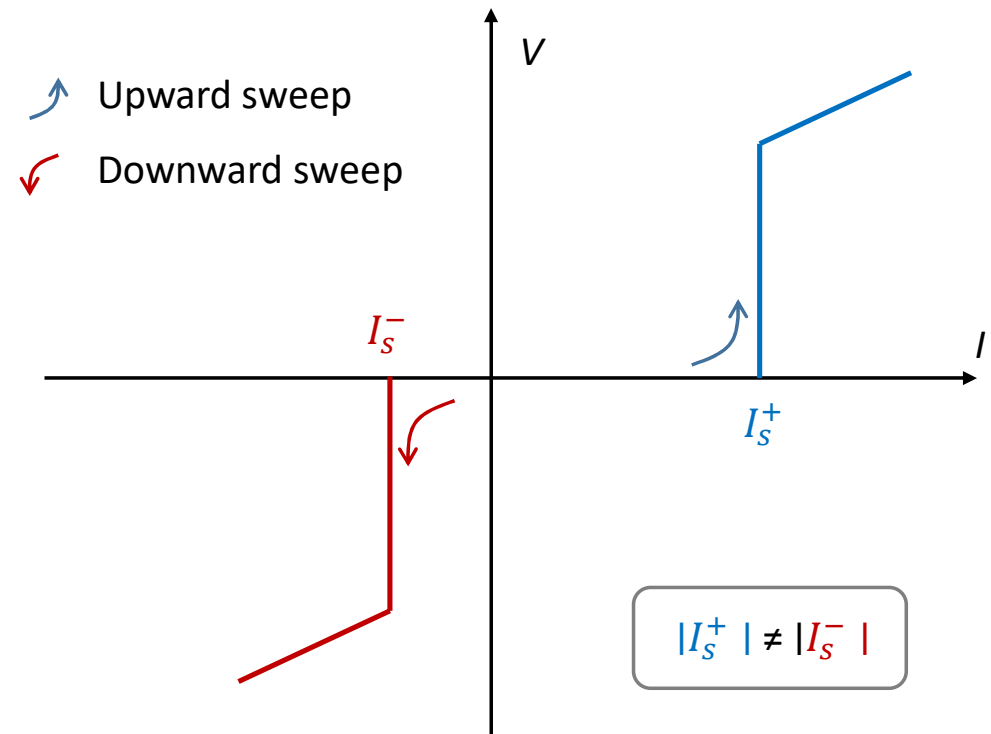 V
Upward sweep
Downward sweep
I_s^-
I
I_s^+
|I_s^+ | ≠ |I_s^- |